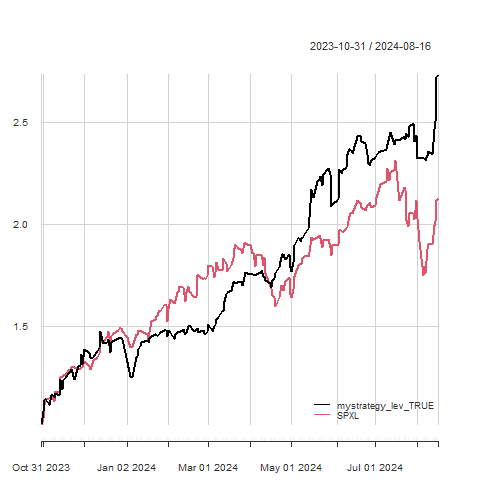 2023-10-31 / 2024-08-16
2.5
2.0
1.5
mystrategy_lev_TRUE
SPXL
Oct 31 2023 Jan 02 2024 Mar 01 2024 May 01 2024 Jul 01 2024